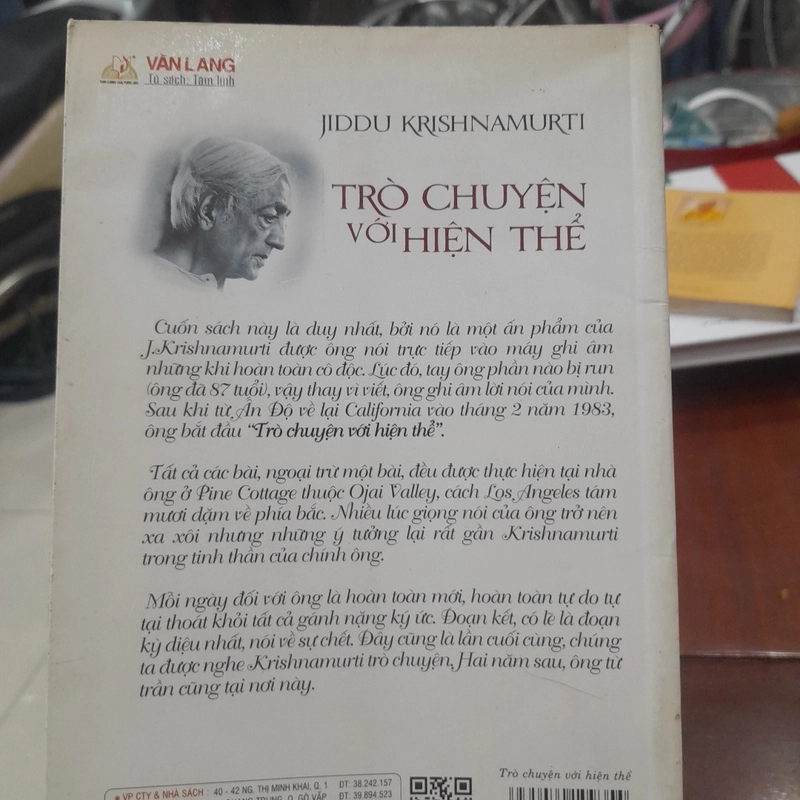 VĂN LANG
Tủ sách: Tâm linh
JIDDU KRISHNAMURTI
TRÒ CHUYỆN
VỚI HIỆN THỂ
Cuốn sách này là duy nhất, bởi nó là một ấn phẩm của
J.Krishnamurti được ông nói trực tiếp vào máy ghi âm
những khi hoàn toàn cô độc. Lúc đó, tay ông phần nào bị run
(ông đã 87 tuổi), vậy thay vì viết, ông ghi âm lời nói của mình.
Sau khi từ Ấn Độ về lại California vào tháng 2 năm 1983,
ông bắt đầu "Trò chuyện với hiện thể".
Tất cả các bài, ngoại trừ một bài, đều được thực hiện tại nhà
ông ở Pine Cottage thuộc Ojai Valley, cách Los Angeles tám
mươi dặm về phía bắc. Nhiều lúc giọng nói của ông trở nên
xa xôi nhưng những ý tưởng lại rất gần Krishnamurti
trong tinh thần của chính ông.
Mỗi ngày đối với ông là hoàn toàn mới, hoàn toàn tự do tự
tại thoát khỏi tất cả gánh nặng ký ức. Đoạn kết, có lẽ là đoạn
kỳ diệu nhất, nói về sự chết. Đây cũng là lần cuối cùng, chúng
ta được nghe Krishnamurti trò chuyện, Hai năm sau, ông từ
trần cũng tại nơi này.
* VP CTY & NHÀ SÁCH : 40 - 42 NG. THỊ MINH KHAI, Q. 1 ĐT: 38.242.157
QUANG TRUNG, Q. GÒ VẤP ĐT: 39.894.523
Trò chuyện với hiện thể